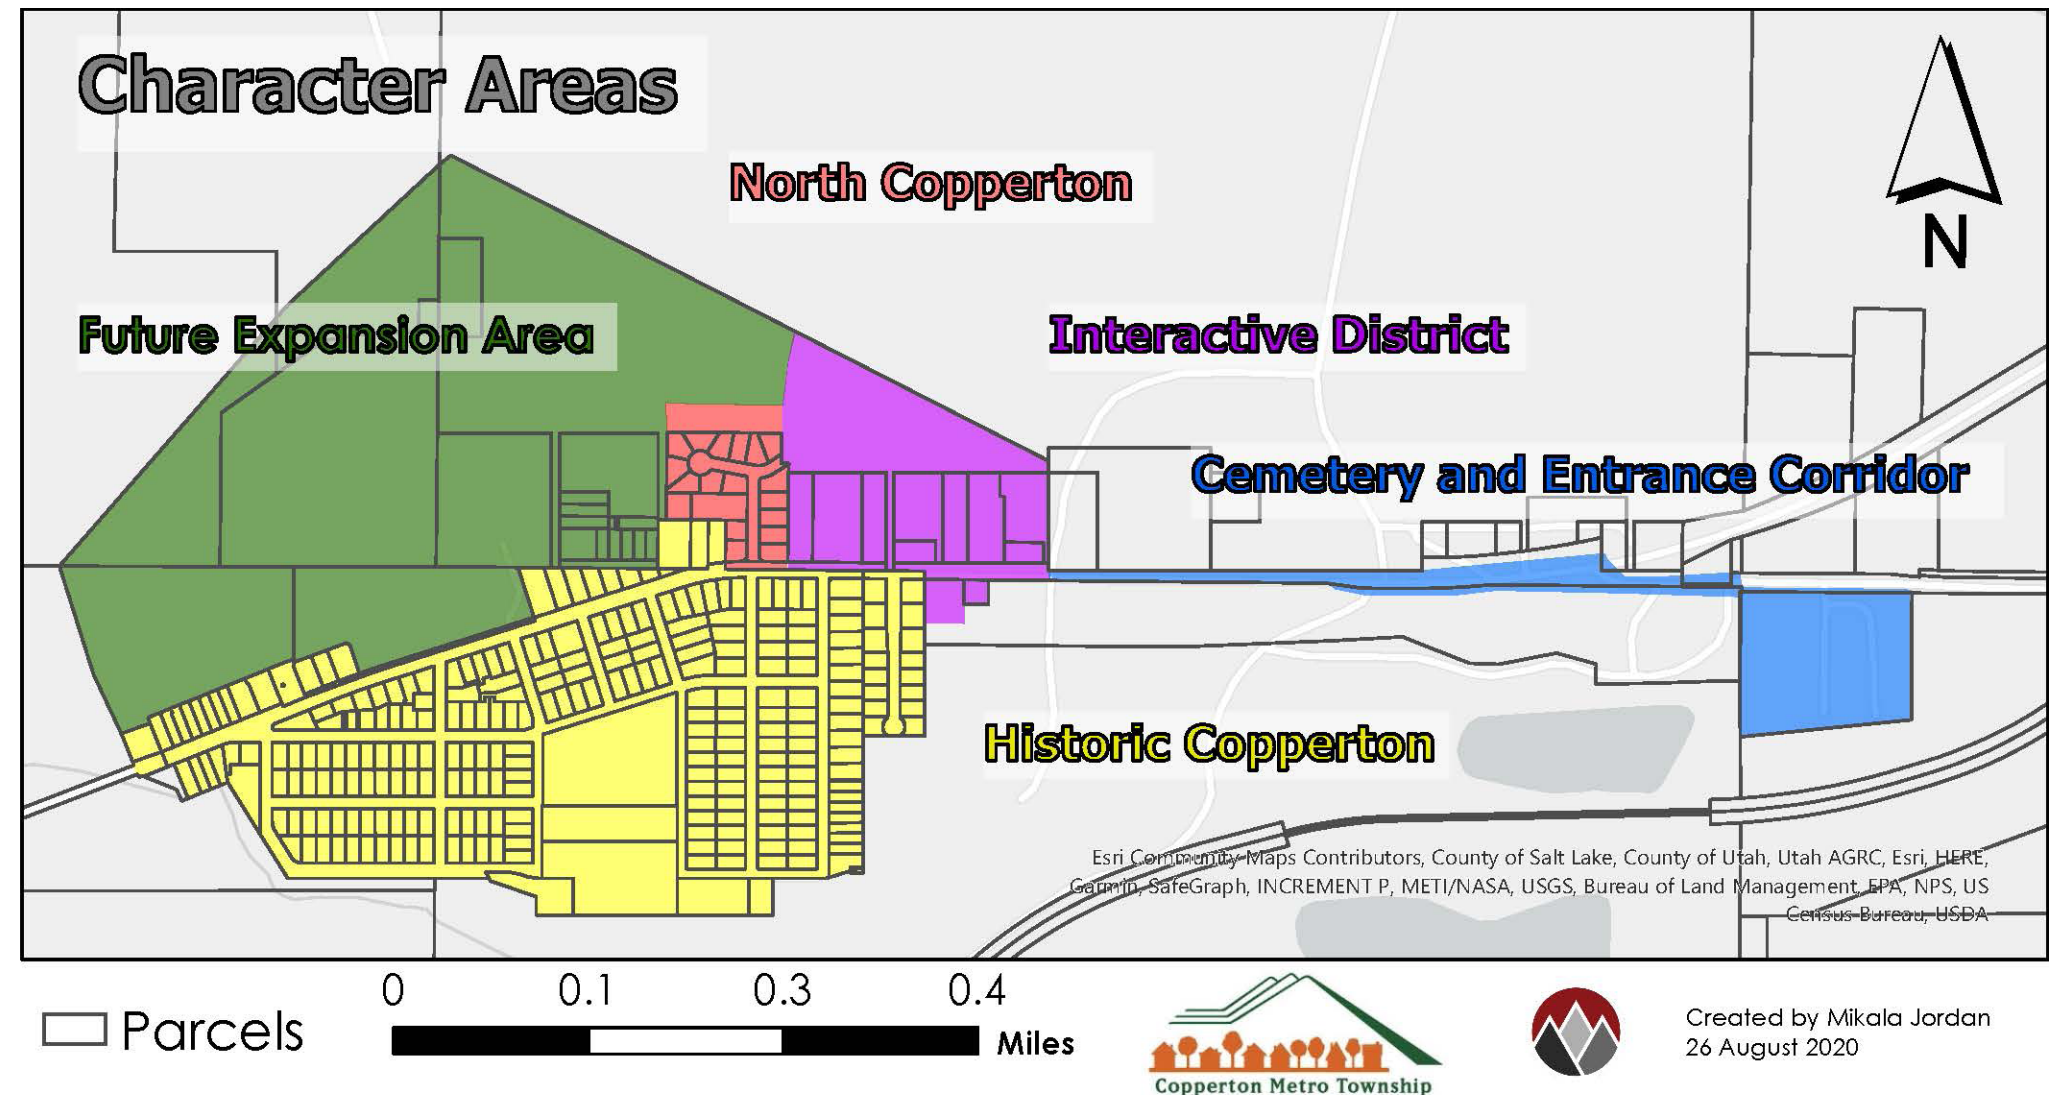 Character Areas
North Copperton
N
Future Expansion Area
Interactive District
Cemetery and Entrance Corridor
Historic Copperton
Esri Community Maps Contributors, County of Salt Lake, County of Utah, Utah AGRC, Esri, HERE,
Garmin, SafeGraph, INCREMENT P, METI/NASA, USGS, Bureau of Land Management, EPA, NPS, US
Census Bureau, USDA
0 0.1 0.3 0.4
Parcels
Miles
Created by Mikala Jordan
26 August 2020
Copperton Metro Township